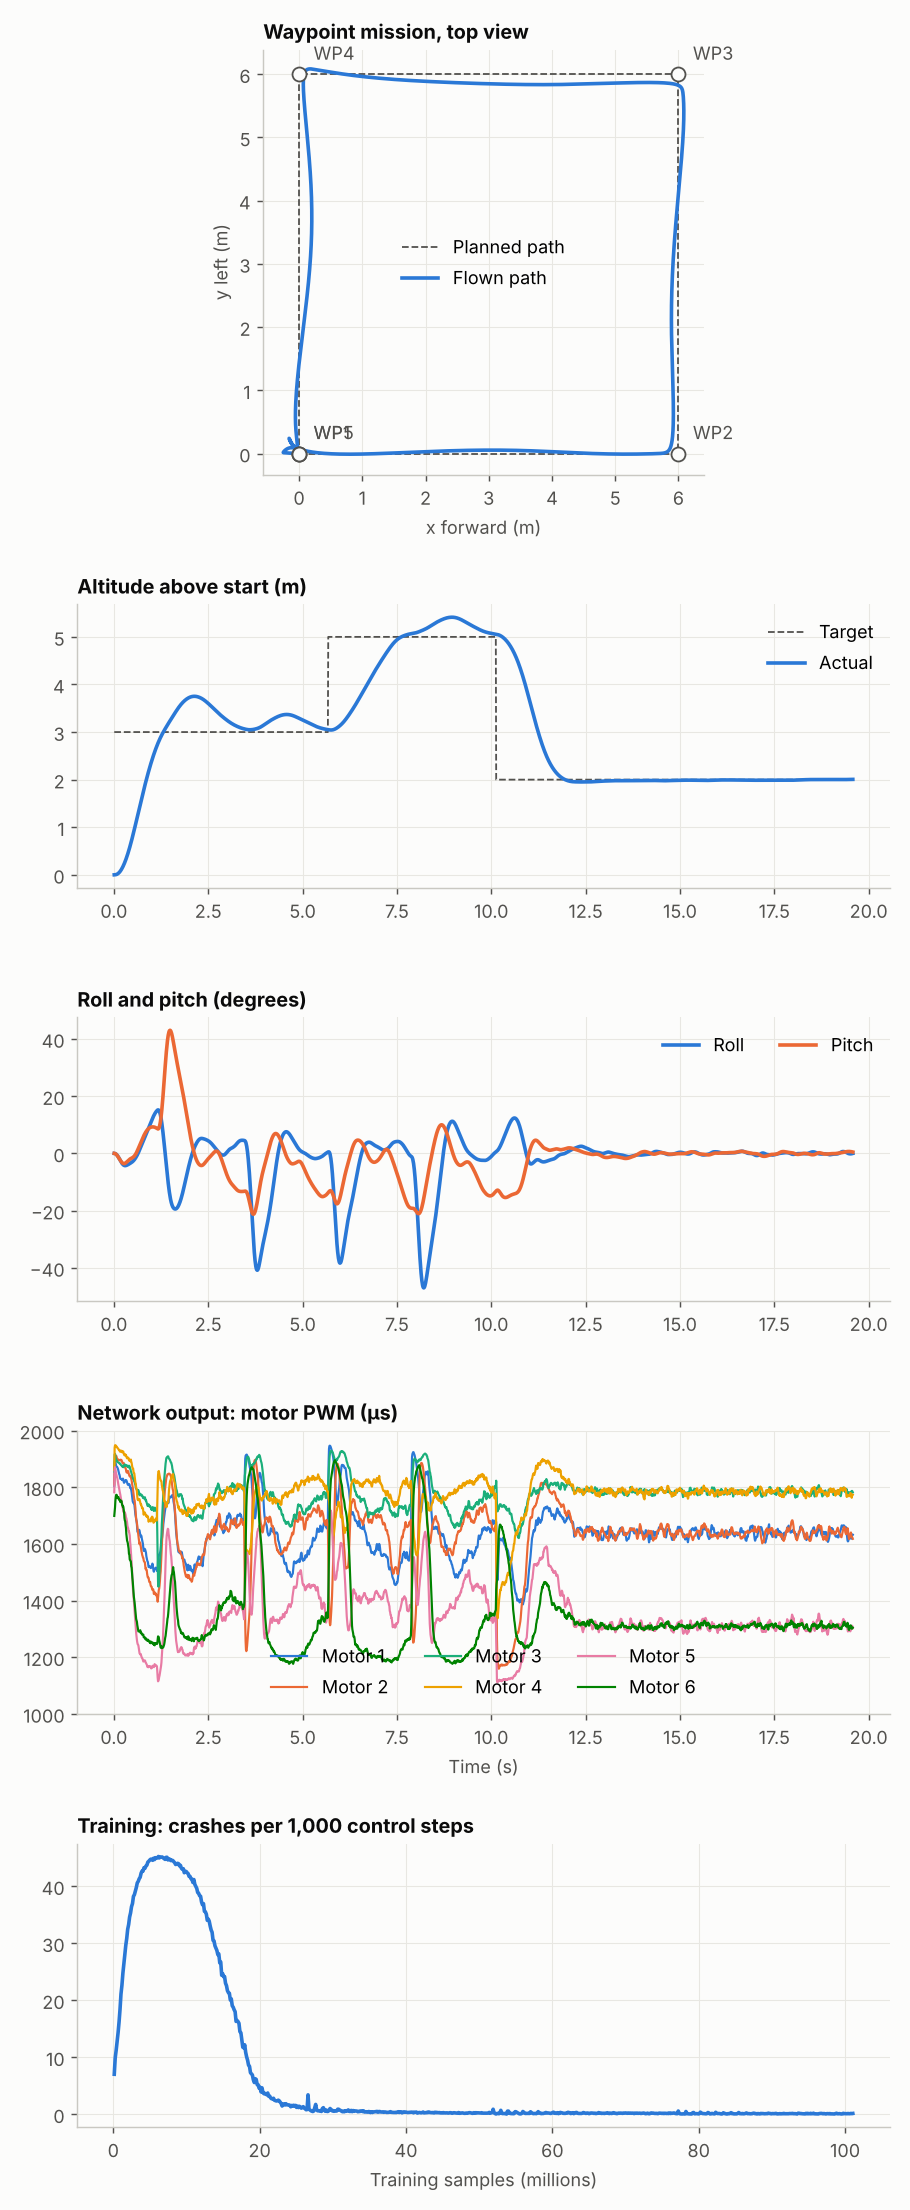 Waypoint mission, top view
WP4
WP3
6
5
4
3
2
1
0
y left (m)
Planned path
Flown path
WP1
WP5
WP2
0 1 2 3 4 5 6
x forward (m)
Altitude above start (m)
5
4
3
2
1
0
Target
Actual
0.0 2.5 5.0 7.5 10.0 12.5 15.0 17.5 20.0
Roll and pitch (degrees)
40
20
0
−20
−40
Roll Pitch
0.0 2.5 5.0 7.5 10.0 12.5 15.0 17.5 20.0
Network output: motor PWM (µs)
2000
1800
1600
1400
1200
1000
Motor 1 Motor 3 Motor 5
Motor 2 Motor 4 Motor 6
0.0 2.5 5.0 7.5 10.0 12.5 15.0 17.5 20.0
Time (s)
Training: crashes per 1,000 control steps
40
30
20
10
0
0 20 40 60 80 100
Training samples (millions)